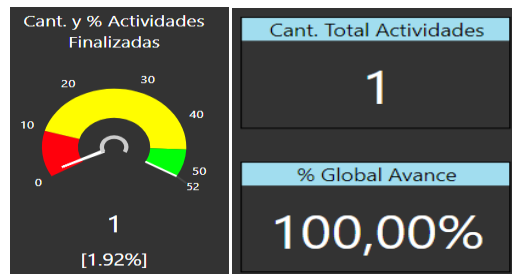 Cant. y % Actividades
Finalizadas
0
10
20
30
40
50
52
1
[1.92%]
Cant. Total Actividades
1
% Global Avance
100,00%